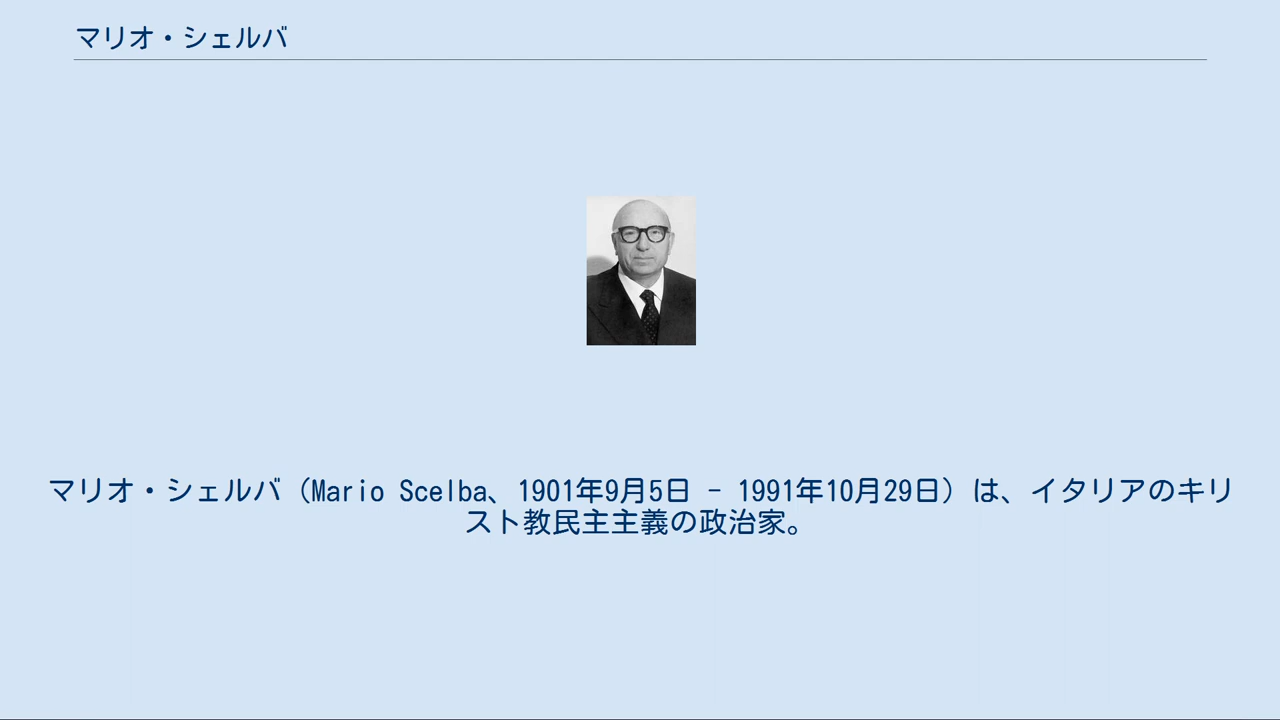 マリオ・シェルバ
マリオ・シェルバ（Mario Scelba、1901年9月5日 - 1991年10月29日）は、イタリアのキリ
スト教民主主義の政治家。